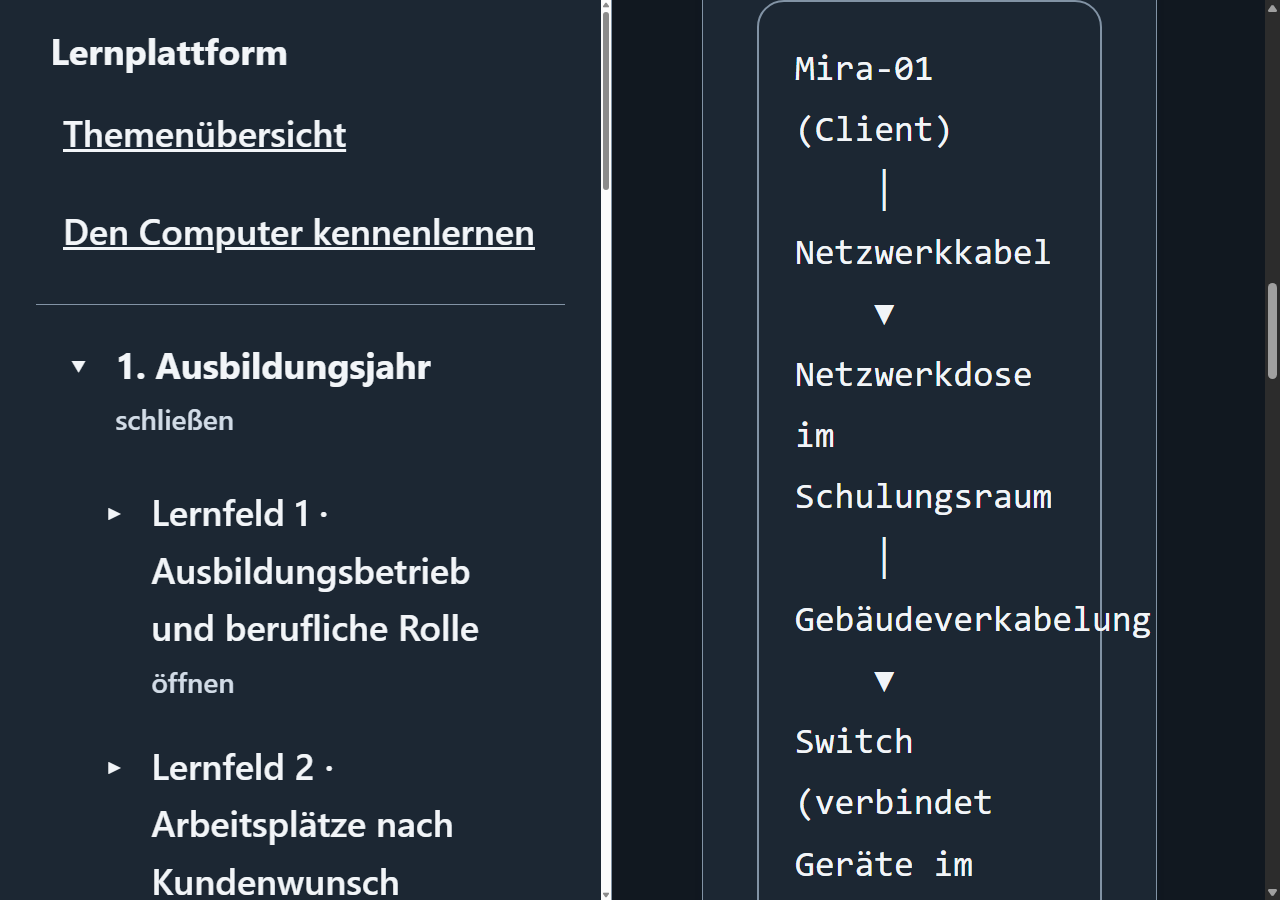 Lernplattform
Themenübersicht
Den Computer kennenlernen
▼ 1. Ausbildungsjahr
schließen
► Lernfeld 1 ·
Ausbildungsbetrieb
und berufliche Rolle
öffnen
► Lernfeld 2 ·
Arbeitsplätze nach
Kundenwunsch
Mira-01
(Client)
│
Netzwerkkabel
▼
Netzwerkdose
im
Schulungsraum
│
Gebäudeverkabelung
▼
Switch
(verbindet
Geräte im